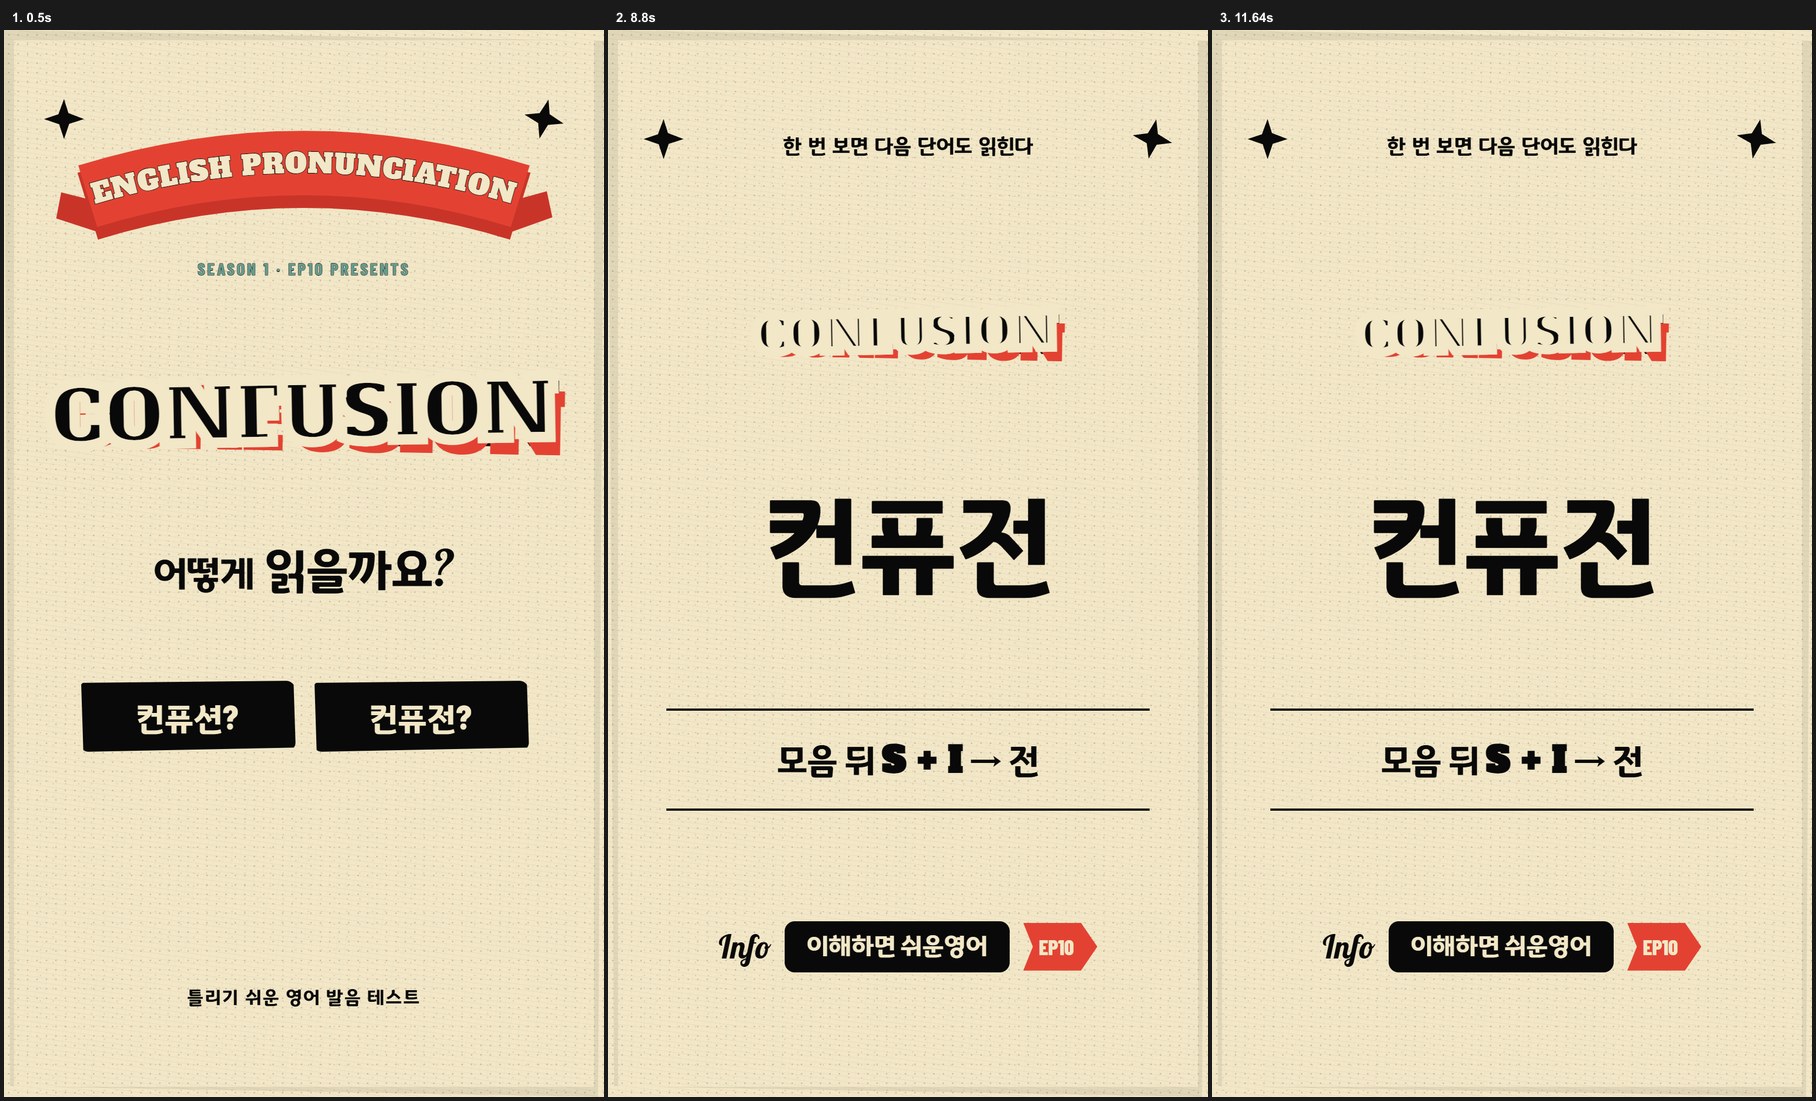 1. 0.5s
ENGLISH PRONUNCIATION
SEASON 1 · EP10 PRESENTS
CONFUSION
어떻게 읽을까요?
컨퓨션?
컨퓨전?
틀리기 쉬운 영어 발음 테스트
2. 8.8s
한 번 보면 다음 단어도 읽힌다
CONFUSION
컨퓨전
모음 뒤 S + I → 전
Info 이해하면 쉬운영어 EP10
3. 11.64s
한 번 보면 다음 단어도 읽힌다
CONFUSION
컨퓨전
모음 뒤 S + I → 전
Info 이해하면 쉬운영어 EP10